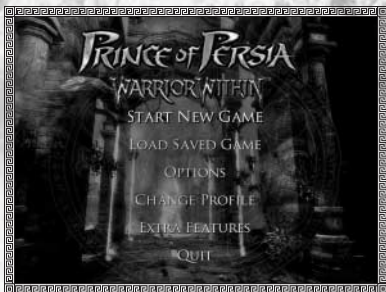 PRINCE OF PERSIA
WARRIOR WITHIN
START NEW GAME
LOAD SAVED GAME
OPTIONS
CHANGE PROFILE
EXTRA FEATURES
QUIT